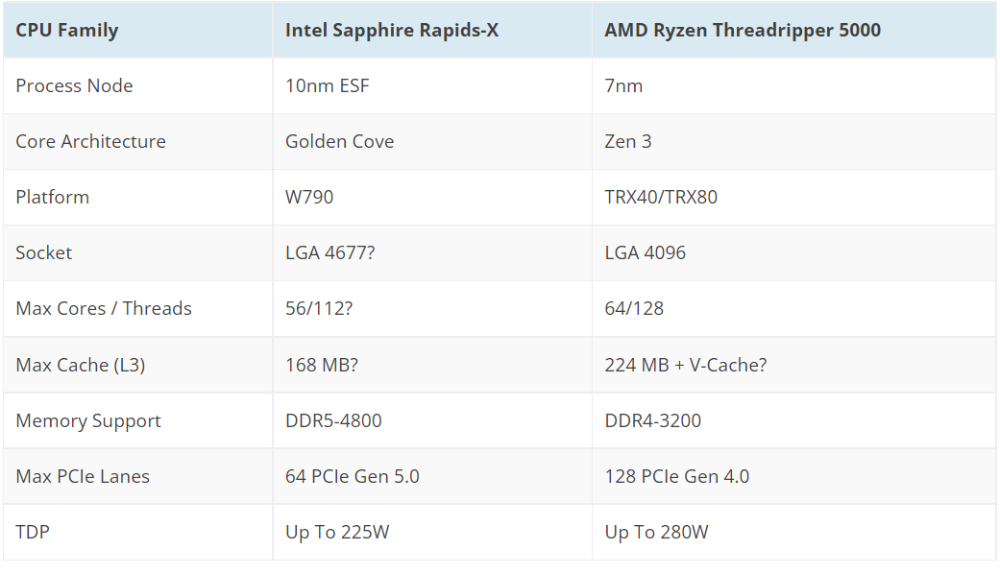 CPU Family Intel Sapphire Rapids-X AMD Ryzen Threadripper 5000
Process Node 10nm ESF 7nm
Core Architecture Golden Cove Zen 3
Platform W790 TRX40/TRX80
Socket LGA 4677? LGA 4096
Max Cores / Threads 56/112? 64/128
Max Cache (L3) 168 MB? 224 MB + V-Cache?
Memory Support DDR5-4800 DDR4-3200
Max PCIe Lanes 64 PCIe Gen 5.0 128 PCIe Gen 4.0
TDP Up To 225W Up To 280W